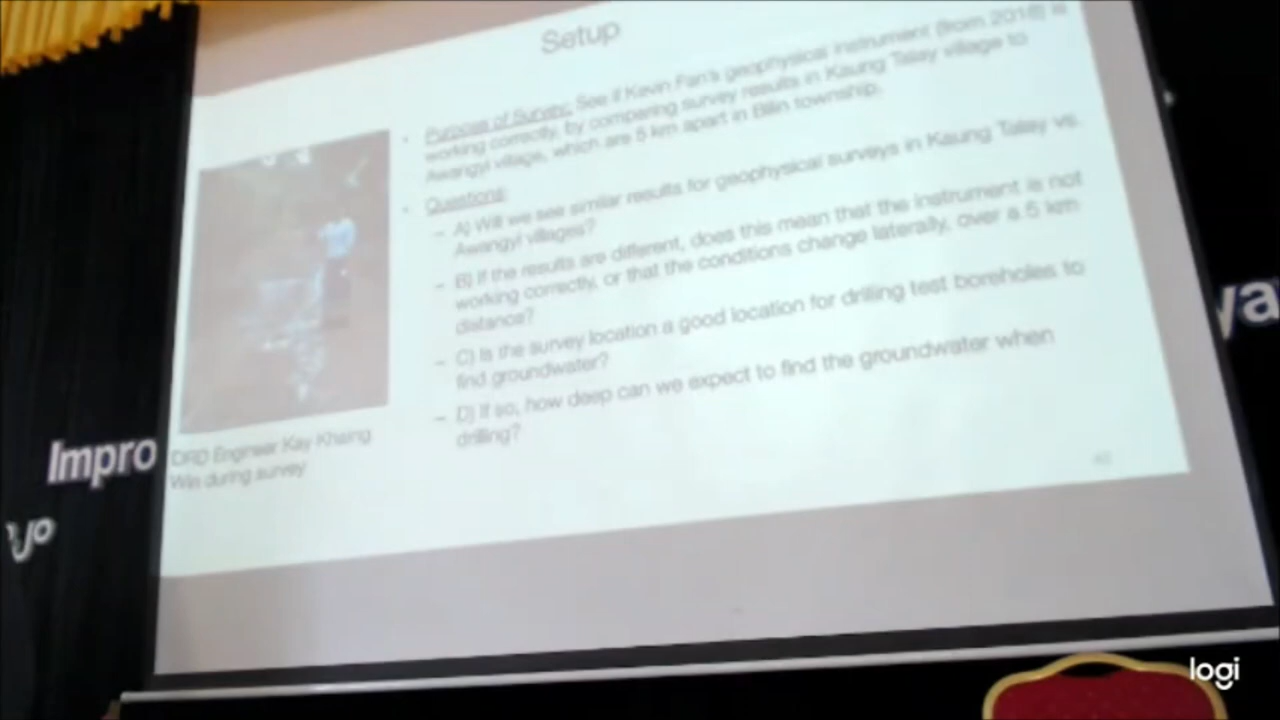 Setup
Purpose of Survey: See if Kevin Farr's geophysical instrument (from 2018) is
working correctly, by comparing survey results in Kaung Talay village to
Awangyi village, which are 5 km apart in Bilin township.
Questions:
– A) Will we see similar results for geophysical surveys in Kaung Talay vs.
Awangyi villages?
– B) If the results are different, does this mean that the instrument is not
working correctly, or that the conditions change laterally, over a 5 km
distance?
– C) Is the survey location a good location for drilling test boreholes to
find groundwater?
– D) If so, how deep can we expect to find the groundwater when
drilling?
DRD Engineer Kay Khaing
Win during survey
Impro
logi